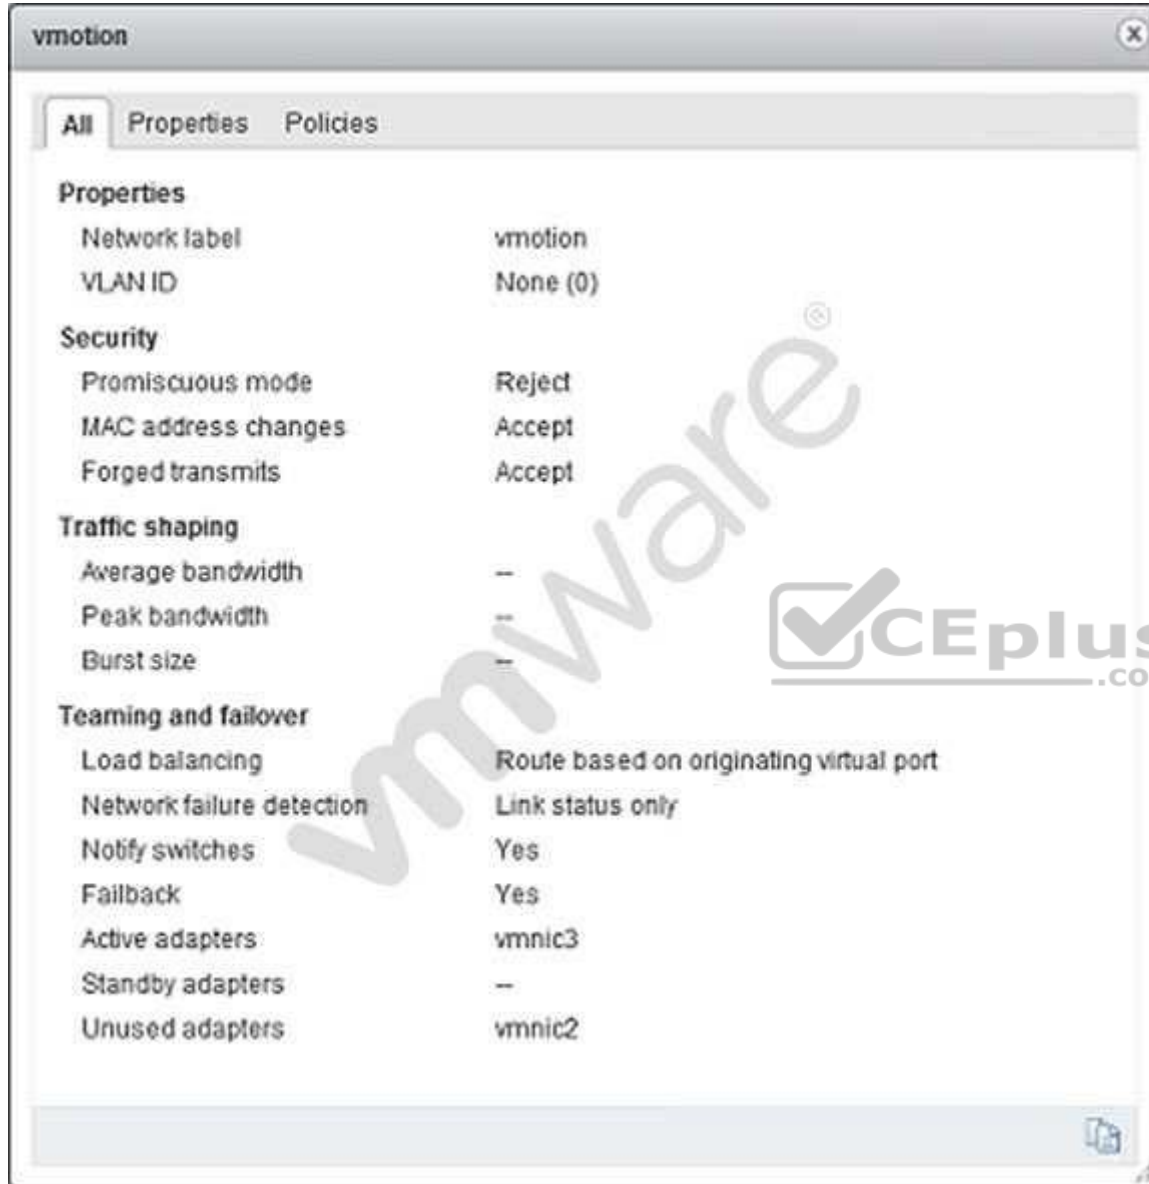 vmotion
All Properties Policies
Properties
Network label vmotion
VLAN ID None (0)
Security
Promiscuous mode Reject
MAC address changes Accept
Forged transmits Accept
Traffic shaping
Average bandwidth --
Peak bandwidth --
Burst size --
Teaming and failover
Load balancing Route based on originating virtual port
Network failure detection Link status only
Notify switches Yes
Failback Yes
Active adapters vmnic3
Standby adapters --
Unused adapters vmnic2
vmware®
CEplus
.co